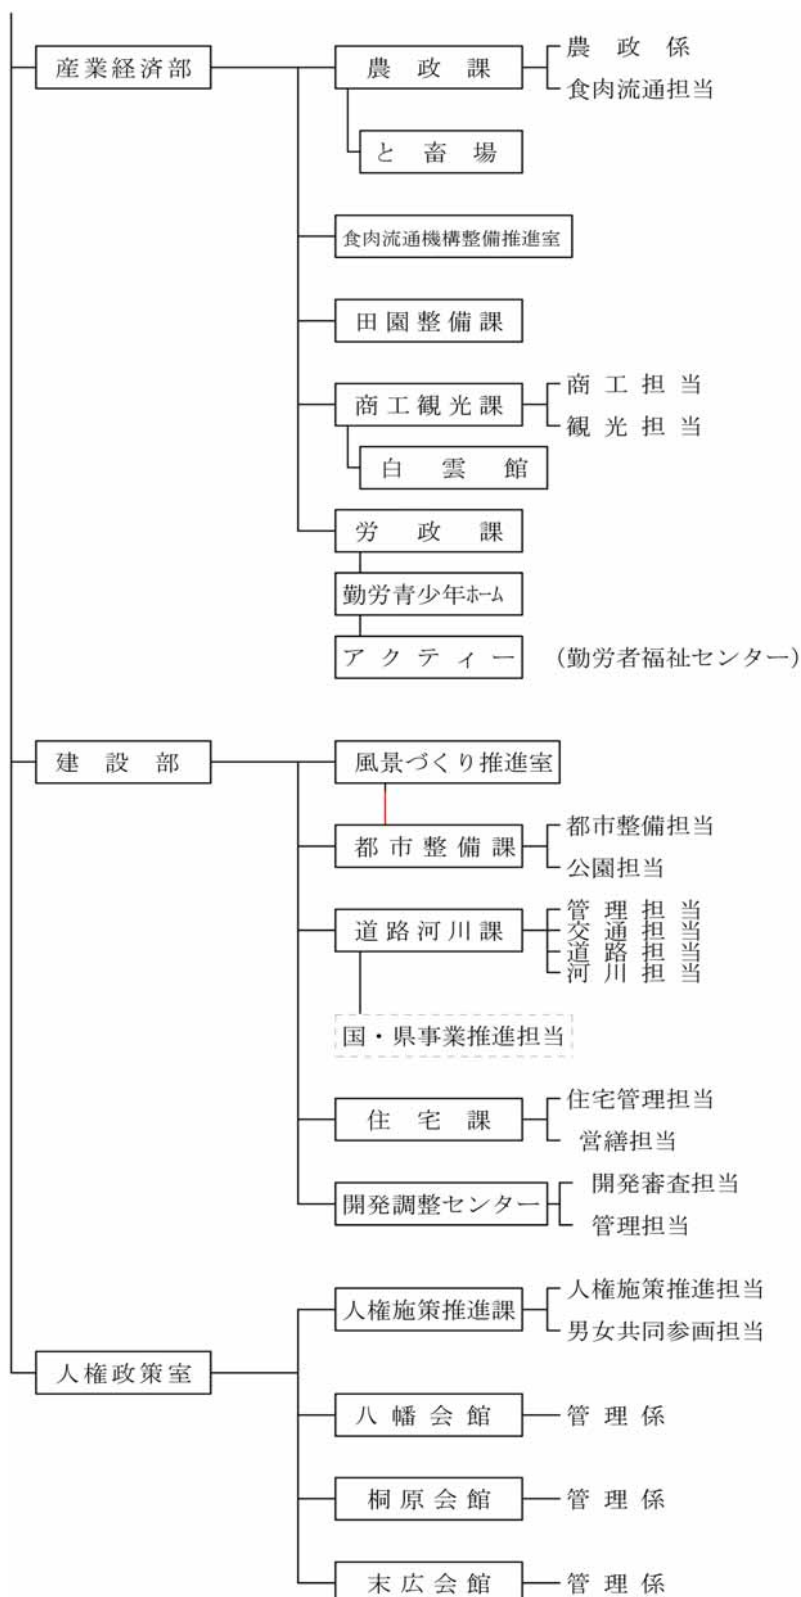 産業経済部
農政課
農政係
食肉流通担当
と畜場
食肉流通機構整備推進室
田園整備課
商工観光課
商工担当
観光担当
白雲館
労政課
勤労青少年ホーム
アクティー
（勤労者福祉センター）
建設部
風景づくり推進室
都市整備課
都市整備担当
公園担当
道路河川課
管理担当
交通担当
道路担当
河川担当
国・県事業推進担当
住宅課
住宅管理担当
営繕担当
開発調整センター
開発審査担当
管理担当
人権政策室
人権施策推進課
人権施策推進担当
男女共同参画担当
八幡会館
管理係
桐原会館
管理係
末広会館
管理係